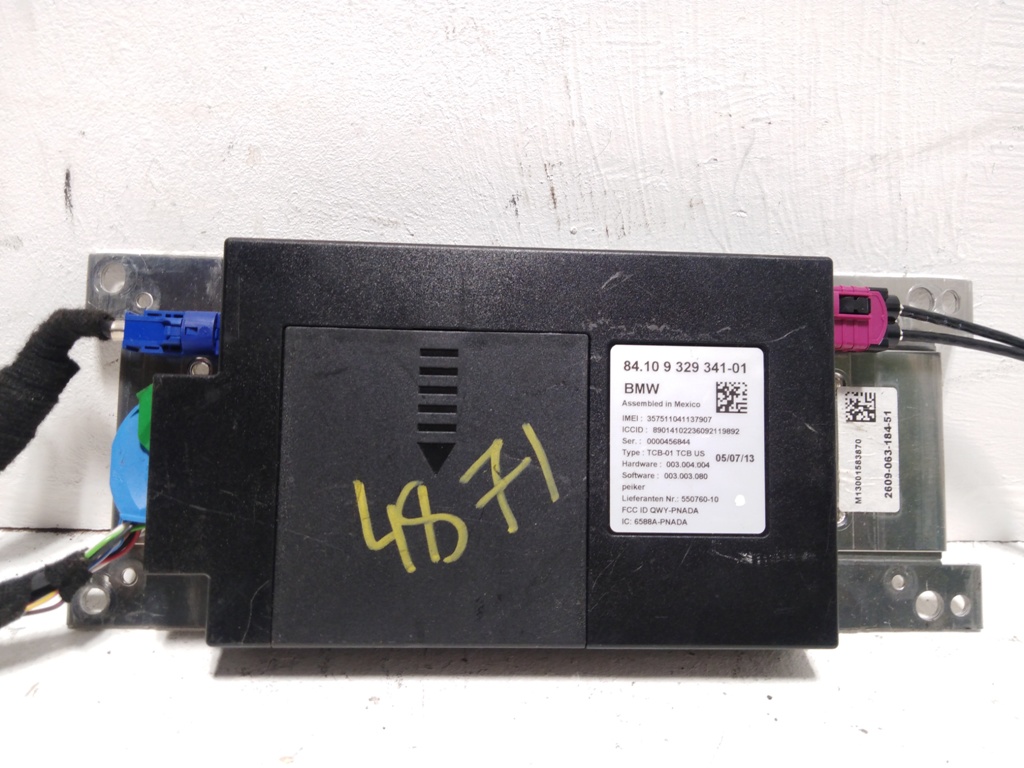 84.10 9 329 341-01
BMW
Assembled in Mexico
IMEI : 357511041137907
ICCID : 89014102236092119892
Ser. : 0000456844
Type : TCB-01 TCB US 05/07/13
Hardware : 003.004.004
Software : 003.003.080
peiker
Lieferanten Nr.: 550760-10
FCC ID QWY-PNADA
IC: 6588A-PNADA
4871
M13001583870
2609-063-184-51